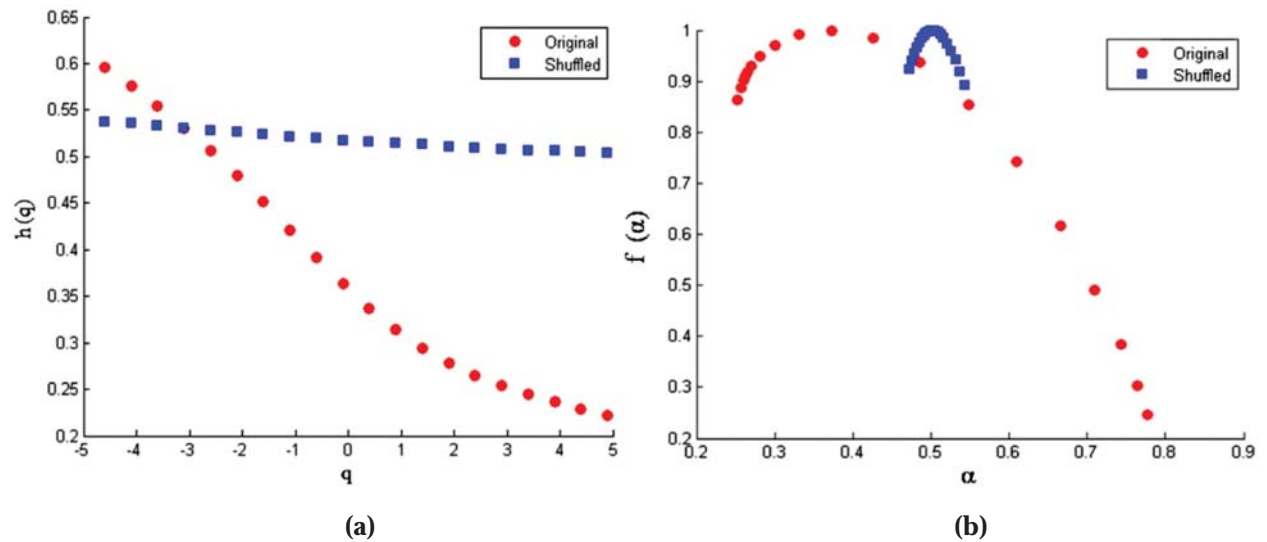 0.65
0.6
0.55
0.5
0.45
0.4
0.35
0.3
0.25
0.2
h(q)
-5 -4 -3 -2 -1 0 1 2 3 4 5
q
Original
Shuffled
(a)
1
0.9
0.8
0.7
0.6
0.5
0.4
0.3
0.2
f (α)
0.2 0.3 0.4 0.5 0.6 0.7 0.8 0.9
α
Original
Shuffled
(b)